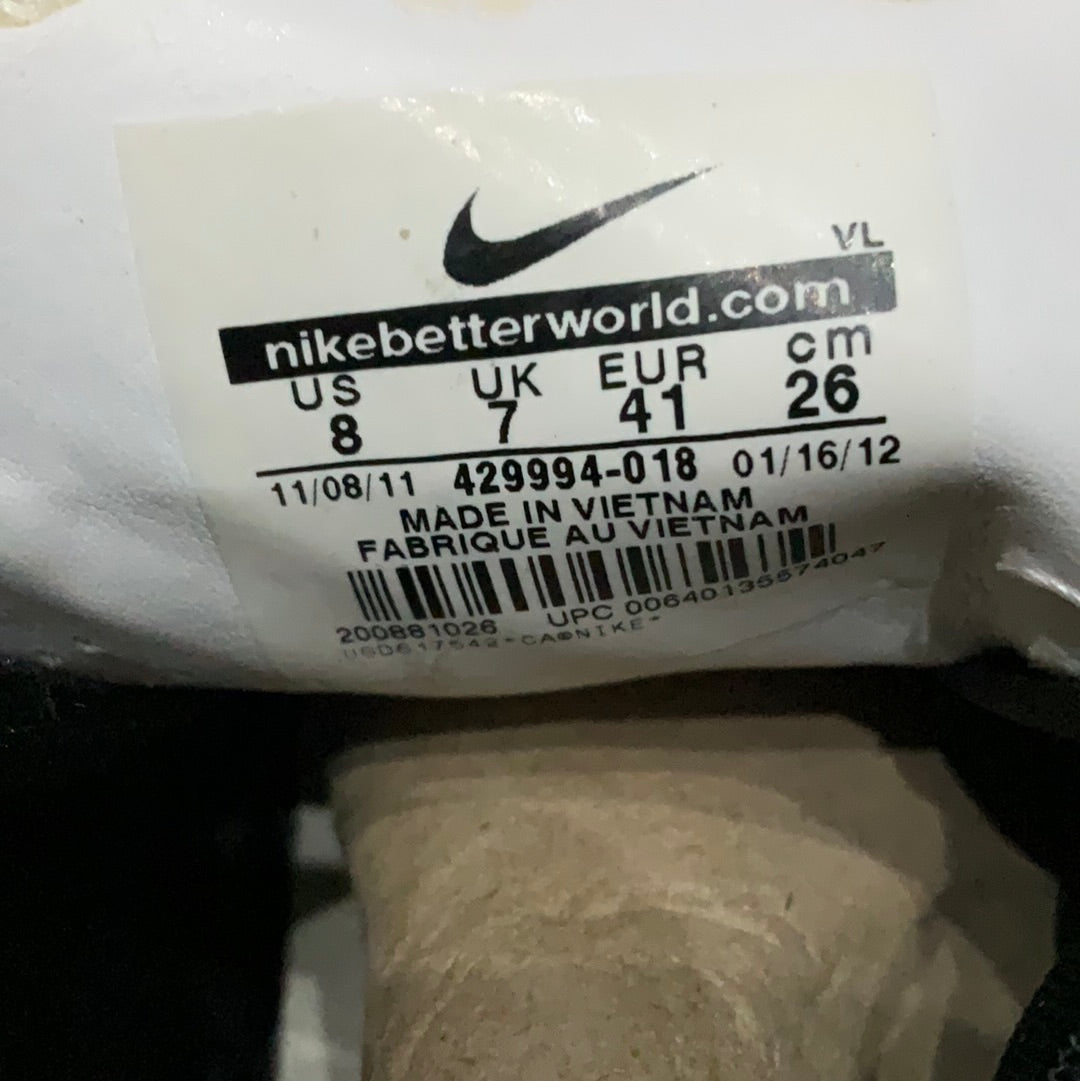 VL
nikebetterworld.com
US UK EUR cm
8 7 41 26
11/08/11 429994-018 01/16/12
MADE IN VIETNAM
FABRIQUE AU VIETNAM
200881026 UPC 00640135574047